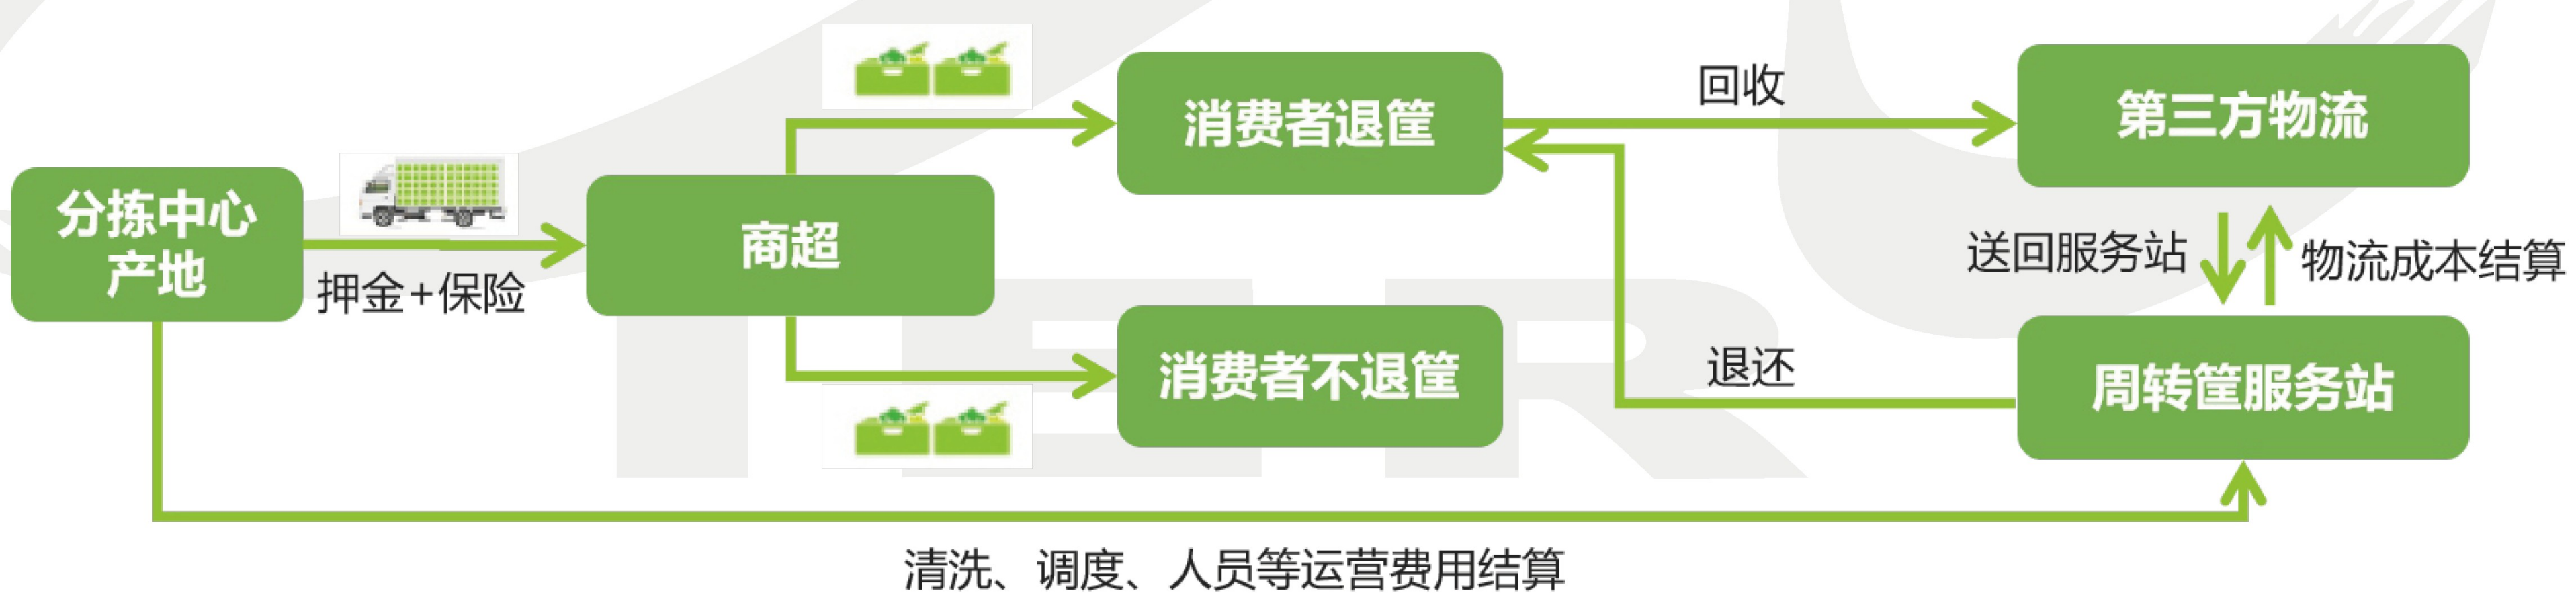 分拣中心
产地
押金+保险
商超
消费者退筐
消费者不退筐
回收
退还
第三方物流
送回服务站
物流成本结算
周转筐服务站
清洗、调度、人员等运营费用结算